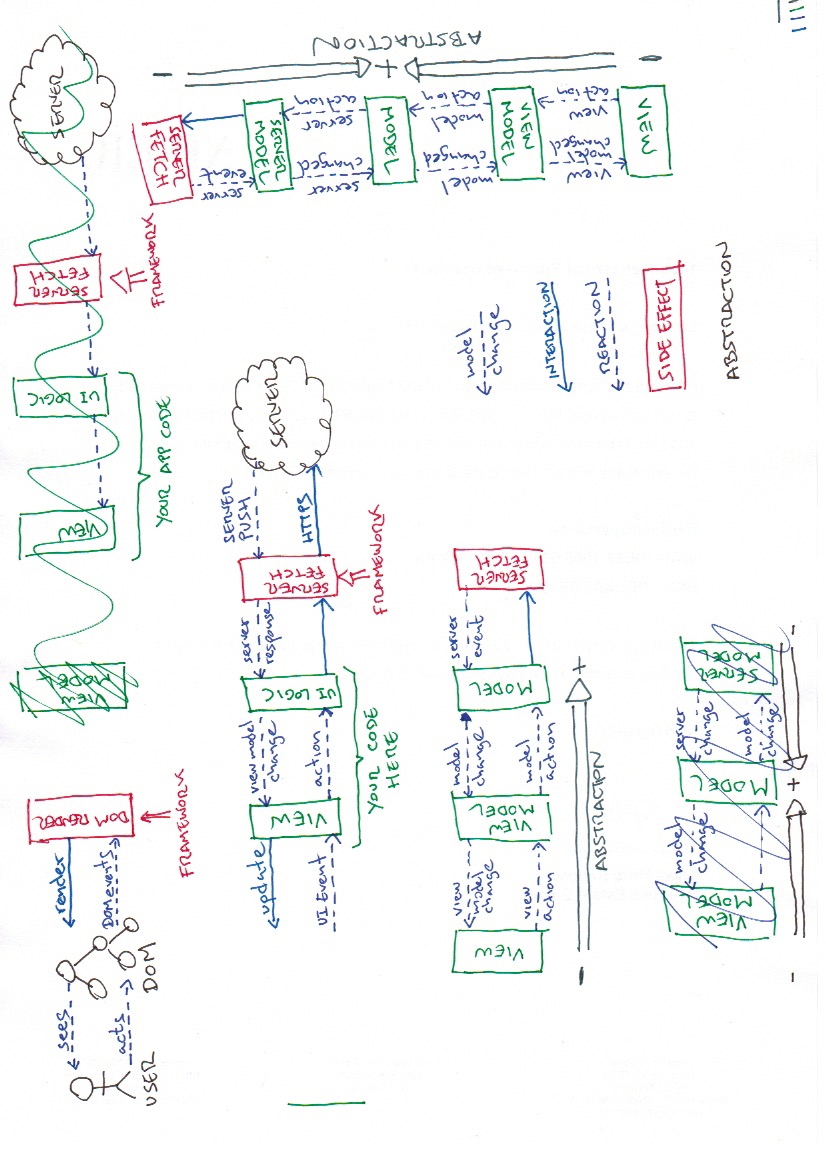 ABSTRACTION
SIDE EFFECT
REACTION
INTERACTION
model
change
-
+
-
SERVER
MODEL
model
change
server
change
MODEL
model
change
VIEW
MODEL
ABSTRACTION
-
VIEW
view
action
view
model
changed
VIEW
MODEL
model
action
model
changed
MODEL
+
server
action
server
changed
SERVER
MODEL
server
event
SERVER
FETCH
-
ABSTRACTION
+
-
SERVER
FETCH
server
event
MODEL
model
action
model
change
VIEW
MODEL
view
action
view
model
change
VIEW
FRAMEWORK
YOUR CODE
HERE
SERVER
HTTPS
SERVER
PUSH
SERVER
FETCH
server
response
UI LOGIC
action
view model
change
VIEW
UI Event
update
FRAMEWORK
YOUR APP CODE
SERVER
SERVER
FETCH
UI LOGIC
VIEW
VIEW
MODEL
FRAMEWORK
DOM RENDER
DOM events
render
DOM
acts
sees
USER